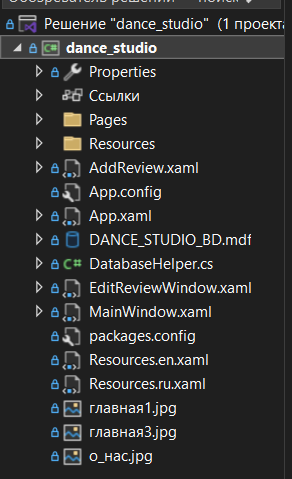 Решение "dance_studio" (1 проекта
dance_studio
Properties
Ссылки
Pages
Resources
AddReview.xaml
App.config
App.xaml
DANCE_STUDIO_BD.mdf
DatabaseHelper.cs
EditReviewWindow.xaml
MainWindow.xaml
packages.config
Resources.en.xaml
Resources.ru.xaml
главная1.jpg
главная3.jpg
о_нас.jpg